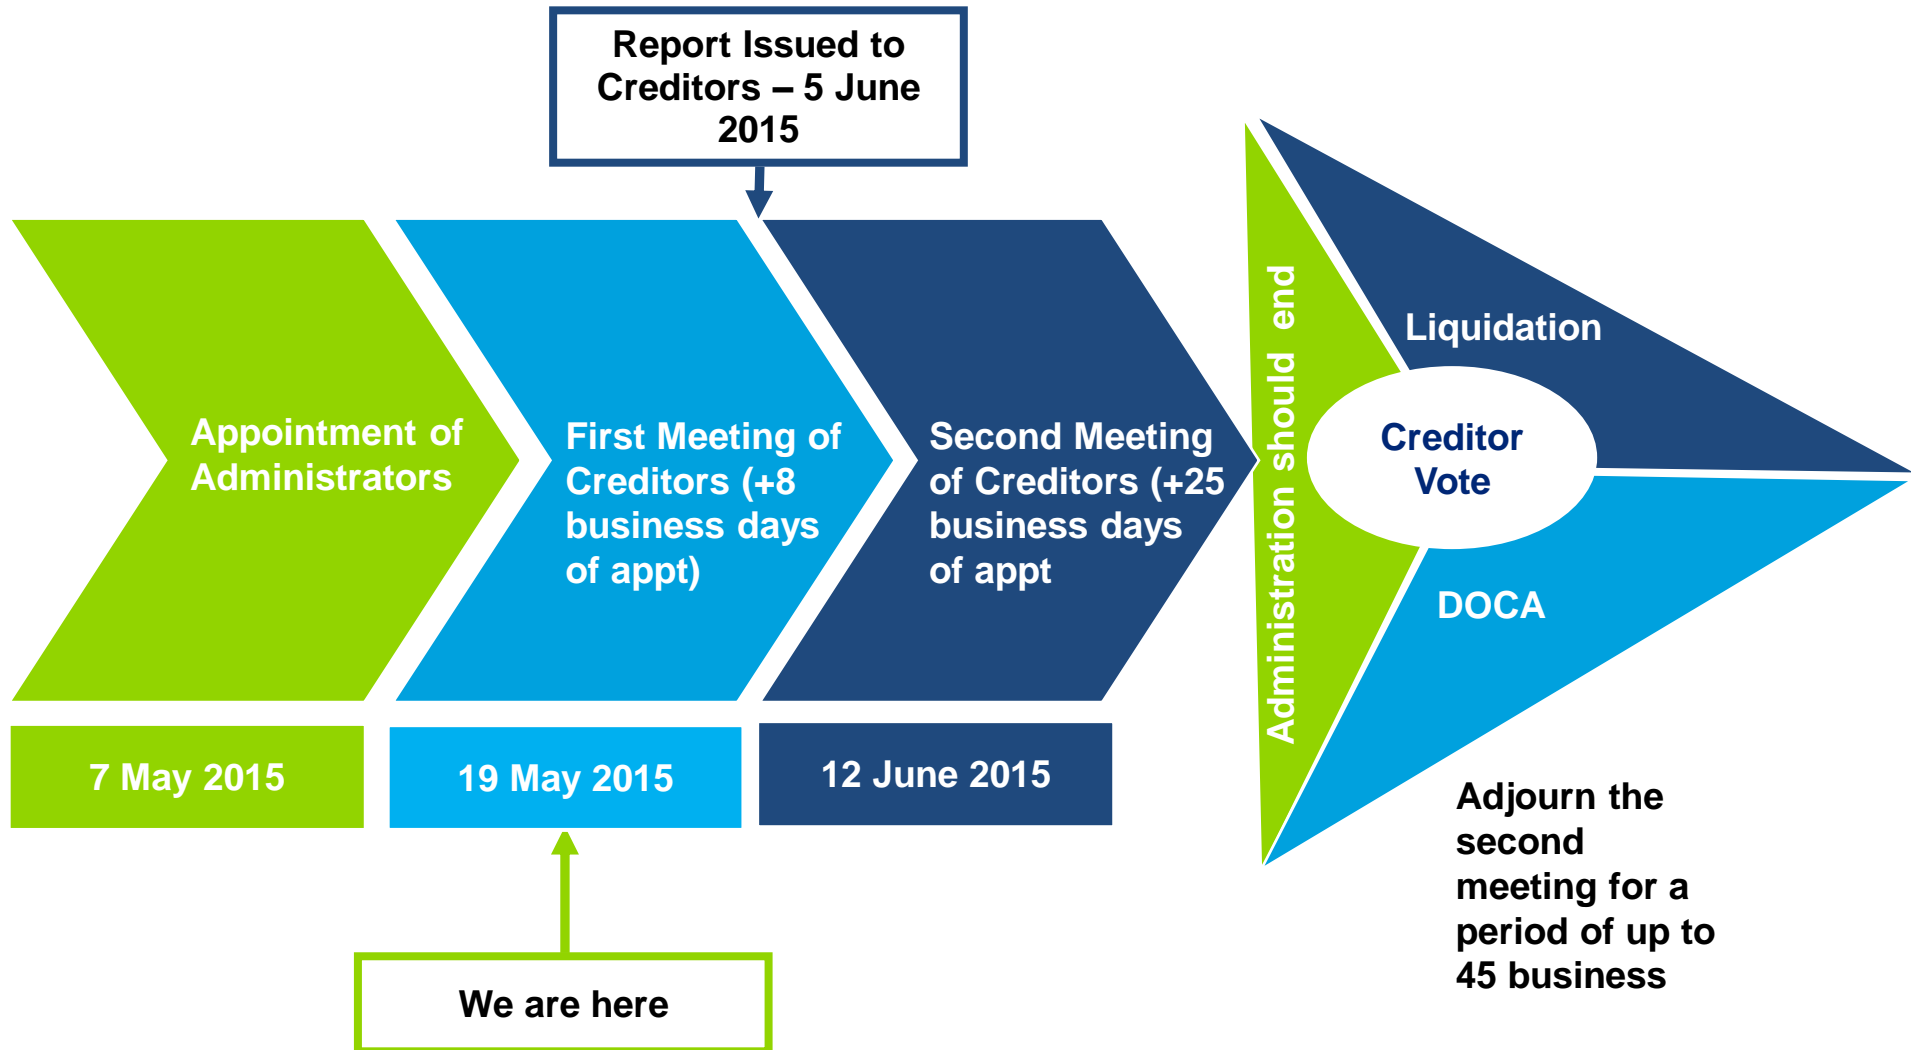 Report Issued to
Creditors – 5 June
2015
Appointment of
Administrators
First Meeting of
Creditors (+8
business days
of appt)
Second Meeting
of Creditors (+25
business days
of appt
Administration should end
Liquidation
Creditor
Vote
DOCA
7 May 2015
19 May 2015
12 June 2015
Adjourn the
second
meeting for a
period of up to
45 business
We are here